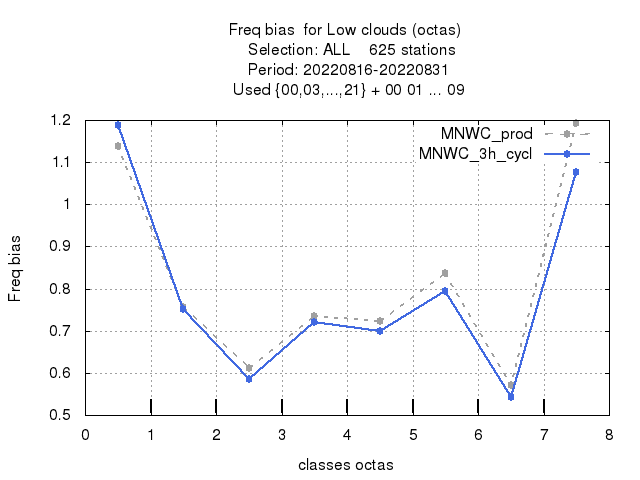 Freq bias  for Low clouds (octas)
Selection: ALL    625 stations
Period: 20220816-20220831
Used {00,03,...,21} + 00 01 ... 09
MNWC_prod
MNWC_3h_cycl
1.2
1.1
1
0.9
0.8
0.7
0.6
0.5
Freq bias
0 1 2 3 4 5 6 7 8
classes octas